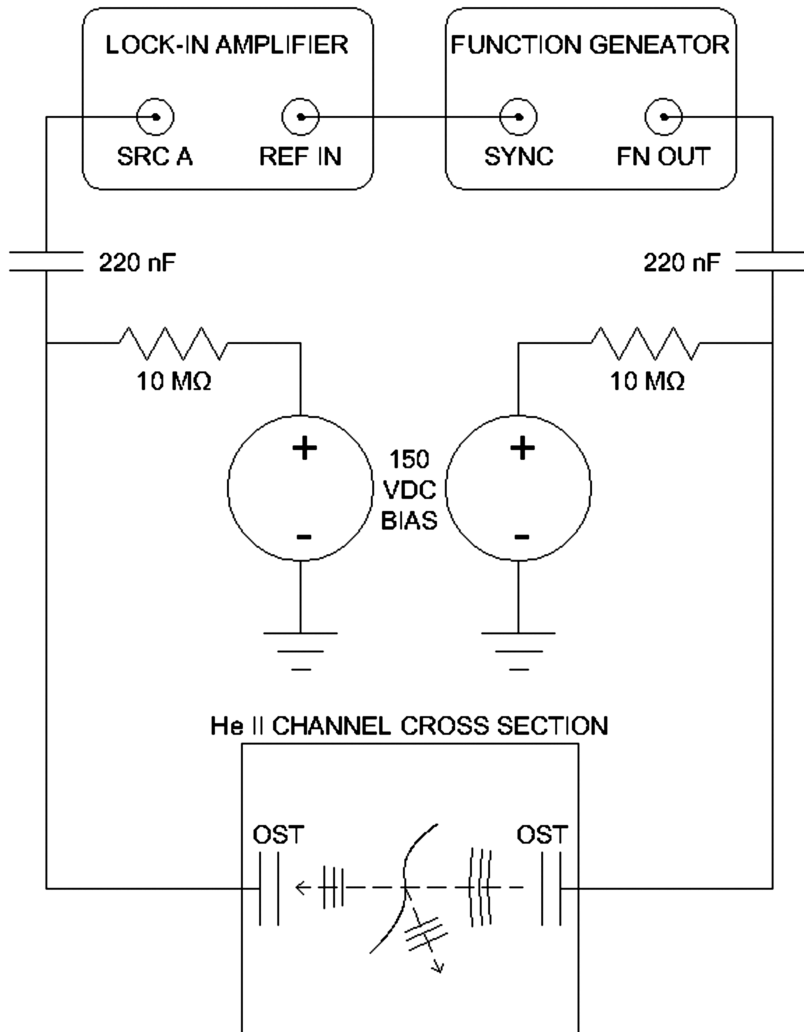 LOCK-IN AMPLIFIER
FUNCTION GENEATOR
SRC A
REF IN
SYNC
FN OUT
220 nF
220 nF
10 MΩ
10 MΩ
+
+
150
VDC
BIAS
-
-
He II CHANNEL CROSS SECTION
OST
OST